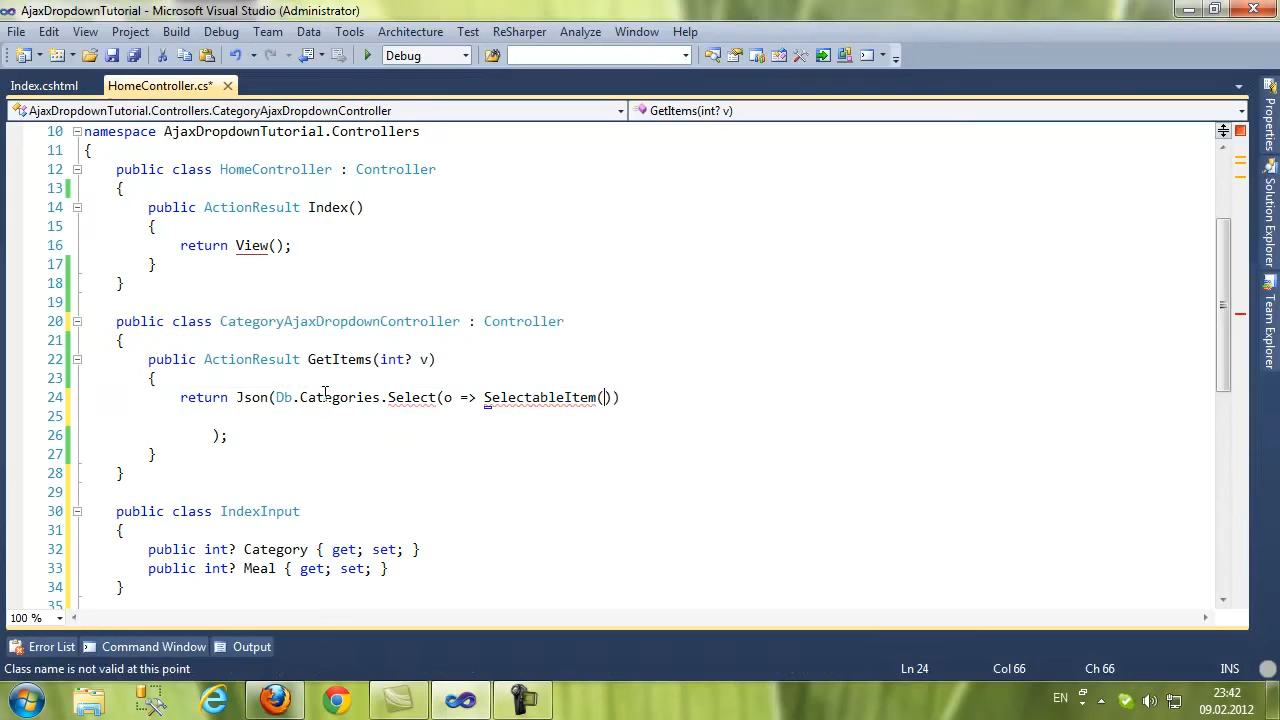 AjaxDropdownTutorial - Microsoft Visual Studio (Administrator)
File Edit View Project Build Debug Team Data Tools Architecture Test ReSharper Analyze Window Help
Debug
Index.cshtml HomeController.cs*
AjaxDropdownTutorial.Controllers.CategoryAjaxDropdownController GetItems(int? v)
10 namespace AjaxDropdownTutorial.Controllers
11 {
12 public class HomeController : Controller
13 {
14 public ActionResult Index()
15 {
16 return View();
17 }
18 }
19
20 public class CategoryAjaxDropdownController : Controller
21 {
22 public ActionResult GetItems(int? v)
23 {
24 return Json(Db.Categories.Select(o => SelectableItem())
25
26 );
27 }
28 }
29
30 public class IndexInput
31 {
32 public int? Category { get; set; }
33 public int? Meal { get; set; }
34 }
35
100 %
Properties
Solution Explorer
Team Explorer
Error List Command Window Output
Class name is not valid at this point Ln 24 Col 66 Ch 66 INS
EN 23:42
09.02.2012